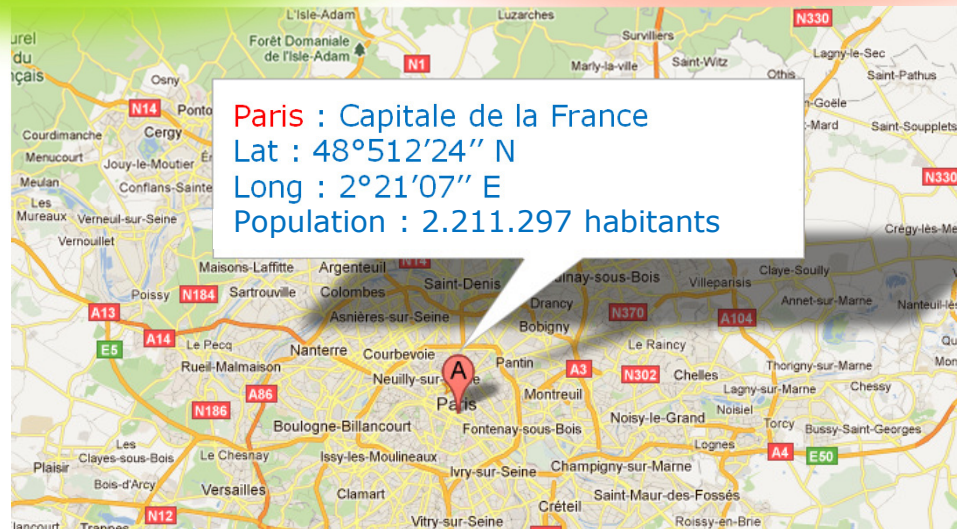 L'Isle-Adam
Luzarches
N330
Survilliers
Forêt Domaniale
de l'Isle-Adam
du
N1
Marly-la-ville
Saint-Witz
Lagny-le-Sec
Othis
Saint-Pathus
Osny
N14
Paris : Capitale de la France
Lat : 48°512’24’’ N
Long : 2°21’07’’ E
Population : 2.211.297 habitants
Courdimanche
Cergy
Saint-Soupplets
Menucourt
Jouy-le-Moutier
Meulan
Conflans-Sainte
N330
Les
Mureaux
Verneuil-sur-Seine
Vernouillet
Maisons-Laffitte
Argenteuil
N14
Saint-Denis
Claye-Souilly
Villeparisis
Poissy
N184
Sartrouville
Colombes
Drancy
Annet-sur-Marne
A13
Asnières-sur-Seine
Bobigny
N370
A104
E5
A14
Le Pecq
Nanterre
Courbevoie
Le Raincy
Rueil-Malmaison
A
Pantin
A3
N302
Chelles
Thorigny-sur-Marne
A86
Montreuil
Lagny-sur-Marne
Chessy
N186
Paris
Noisy-le-Grand
Noisiel
Boulogne-Billancourt
Fontenay-sous-Bois
Torcy
Bussy-Saint-Georges
Les
Clayes-sous-Bois
Le Chesnay
Issy-les-Moulineaux
Lognes
A4
E50
Plaisir
Ivry-sur-Seine
Champigny-sur-Marne
Bois-d'Arcy
Versailles
Clamart
Saint-Maur-des-Fossés
Créteil
N12
Trappes
Vitry-sur-Seine
Roissy-en-Brie